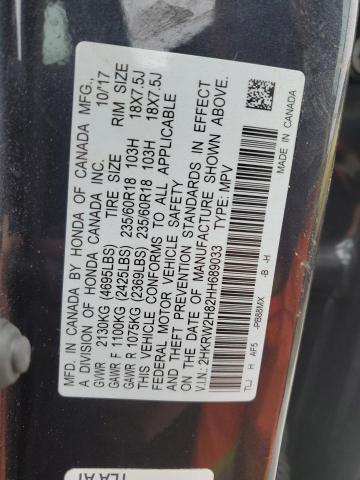 MFD. IN CANADA BY HONDA OF CANADA MFG.,
A DIVISION OF HONDA CANADA INC. 10/17
GVWR 2130KG (4695LBS) TIRE SIZE RIM SIZE
GAWR F 1100KG (2425LBS) 235/60R18 103H 18X7.5J
GAWR R 1075KG (2369LBS) 235/60R18 103H 18X7.5J
THIS VEHICLE CONFORMS TO ALL APPLICABLE
FEDERAL MOTOR VEHICLE SAFETY AND
THEFT PREVENTION STANDARDS IN EFFECT
ON THE DATE OF MANUFACTURE SHOWN ABOVE.
V.I.N.: 2HKRW2H82HH689033 TYPE: MPV
TLJ H AF5 -PB88MX -B -H
MADE IN CANADA